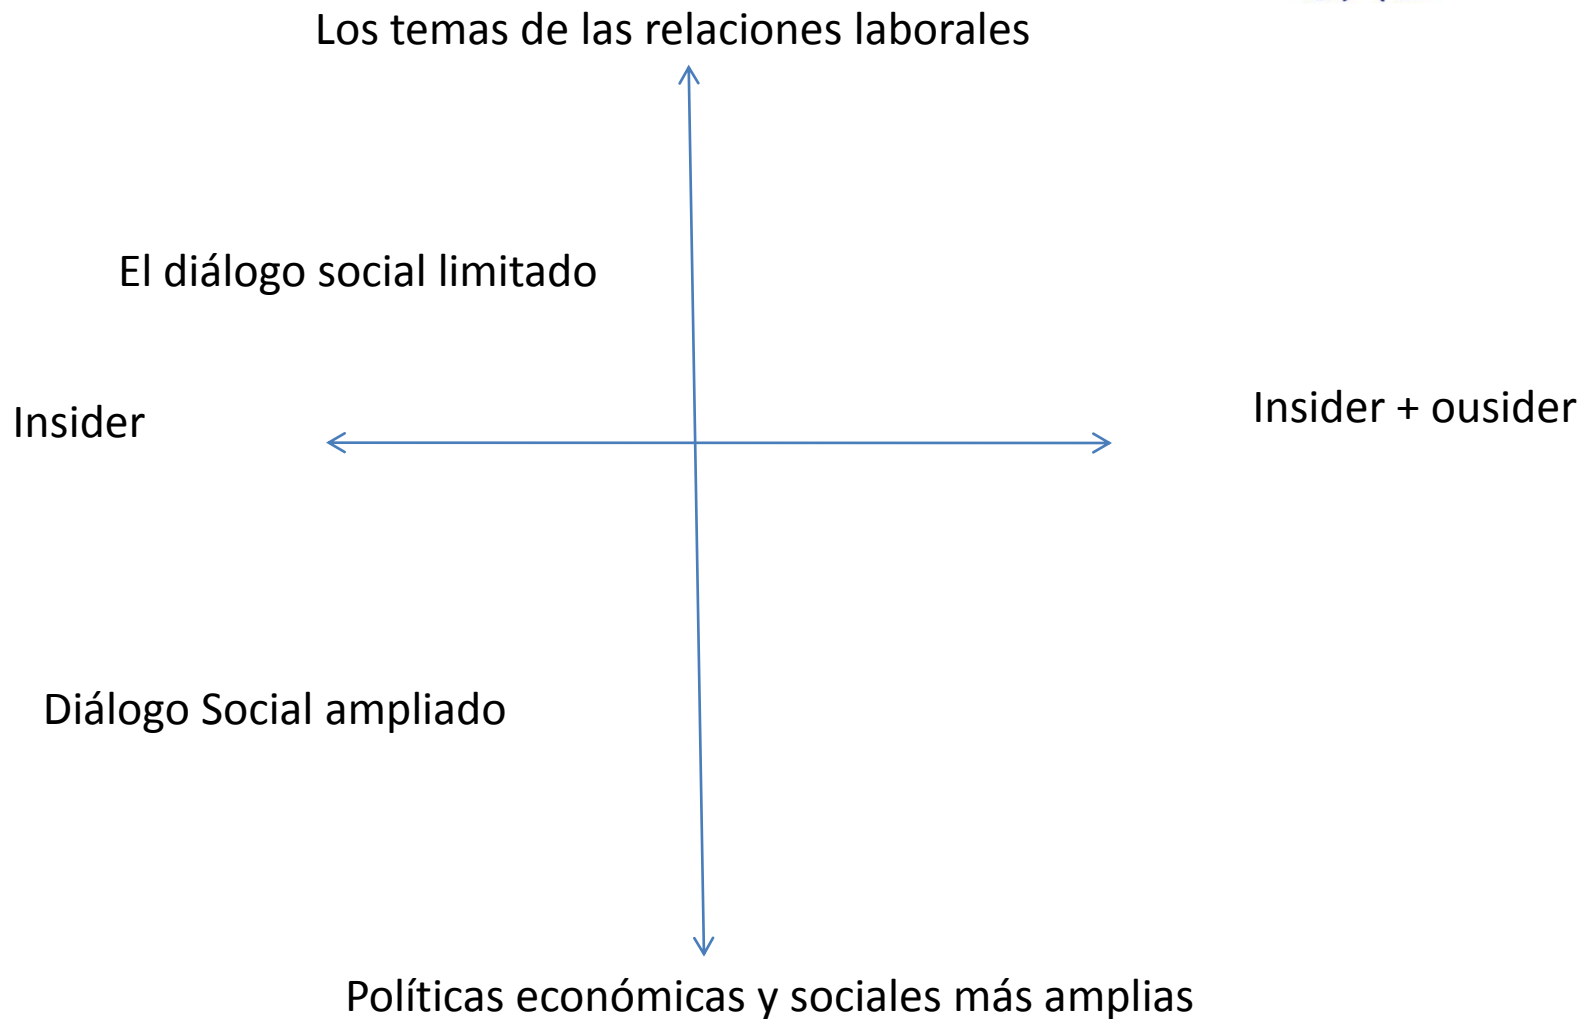 Los temas de las relaciones laborales
El diálogo social limitado
Insider
Insider + ousider
Diálogo Social ampliado
Políticas económicas y sociales más amplias